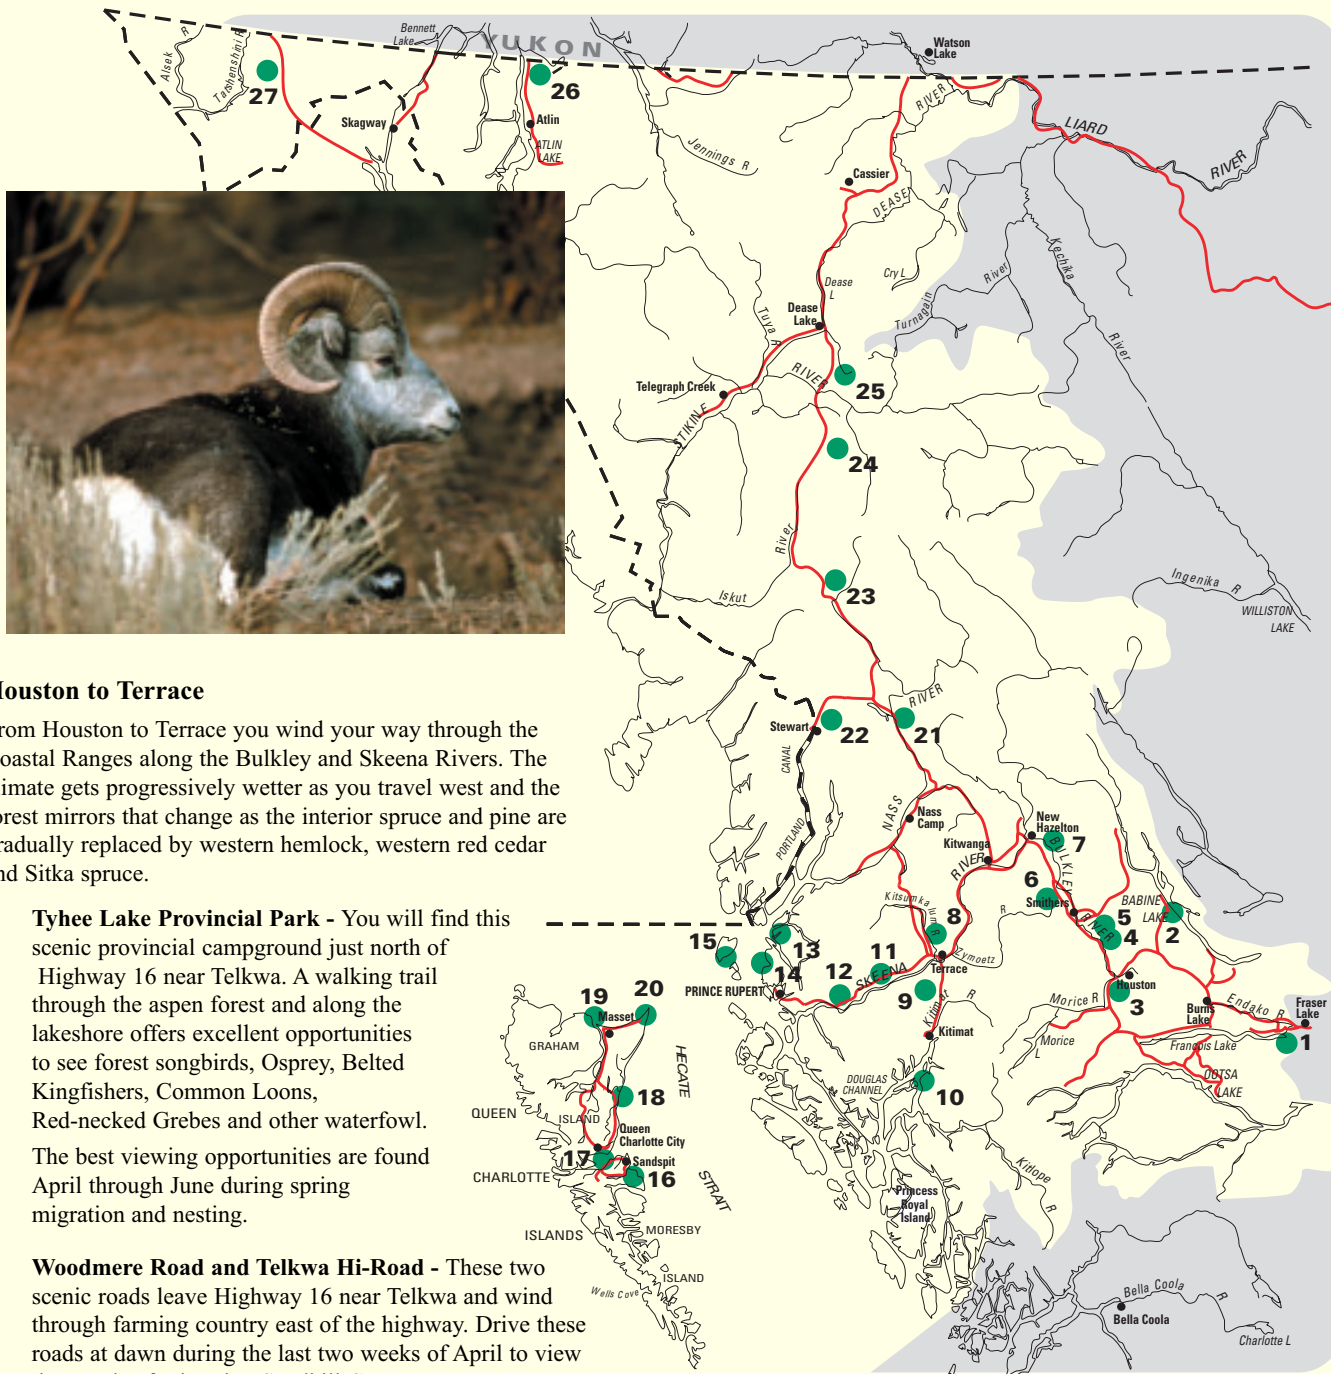 YUKON
Bennett
Lake
Watson
Lake
Alsek R
Tatshenshini R
27
26
Skagway
Atlin
ATLIN
LAKE
RIVER
LIARD
RIVER
Jennings R
Cassier
DEASE
Kechika
River
Cry L
River
Turnagain
Dease
L
Dease
Lake
Tuya R
RIVER
25
Telegraph Creek
STIKINE
24
River
Iskut
23
Ingenika R
WILLISTON
LAKE
RIVER
Stewart
22
21
CANAL
PORTLAND
NASS
Nass
Camp
New
Hazelton
7
BULKLEY
Kitwanga
RIVER
6
Smithers
RIVER
BABINE
LAKE
5
4
2
Kitsumkalum R
8
R
Zymoetz
15
13
14
11
12
SKEENA
Terrace
9
PRINCE RUPERT
Kitimat R
Houston
3
Morice R
Burns
Lake
Endako R
Fraser
Lake
1
Morice
L
Francois Lake
OOTSA
LAKE
Kitimat
DOUGLAS
CHANNEL
10
19
20
Masset
GRAHAM
HECATE
18
QUEEN
ISLAND
Queen
Charlotte City
17
Sandspit
16
CHARLOTTE
STRAIT
ISLANDS
MORESBY
ISLAND
Wells Cove
Kitlope R
Princess
Royal
Island
Bella Coola R
Bella Coola
Charlotte L
Houston to Terrace
rom Houston to Terrace you wind your way through the
oastal Ranges along the Bulkley and Skeena Rivers. The
limate gets progressively wetter as you travel west and the
orest mirrors that change as the interior spruce and pine are
radually replaced by western hemlock, western red cedar
nd Sitka spruce.
Tyhee Lake Provincial Park - You will find this
scenic provincial campground just north of
Highway 16 near Telkwa. A walking trail
through the aspen forest and along the
lakeshore offers excellent opportunities
to see forest songbirds, Osprey, Belted
Kingfishers, Common Loons,
Red-necked Grebes and other waterfowl.
The best viewing opportunities are found
April through June during spring
migration and nesting.
Woodmere Road and Telkwa Hi-Road - These two
scenic roads leave Highway 16 near Telkwa and wind
through farming country east of the highway. Drive these
roads at dawn during the last two weeks of April to view